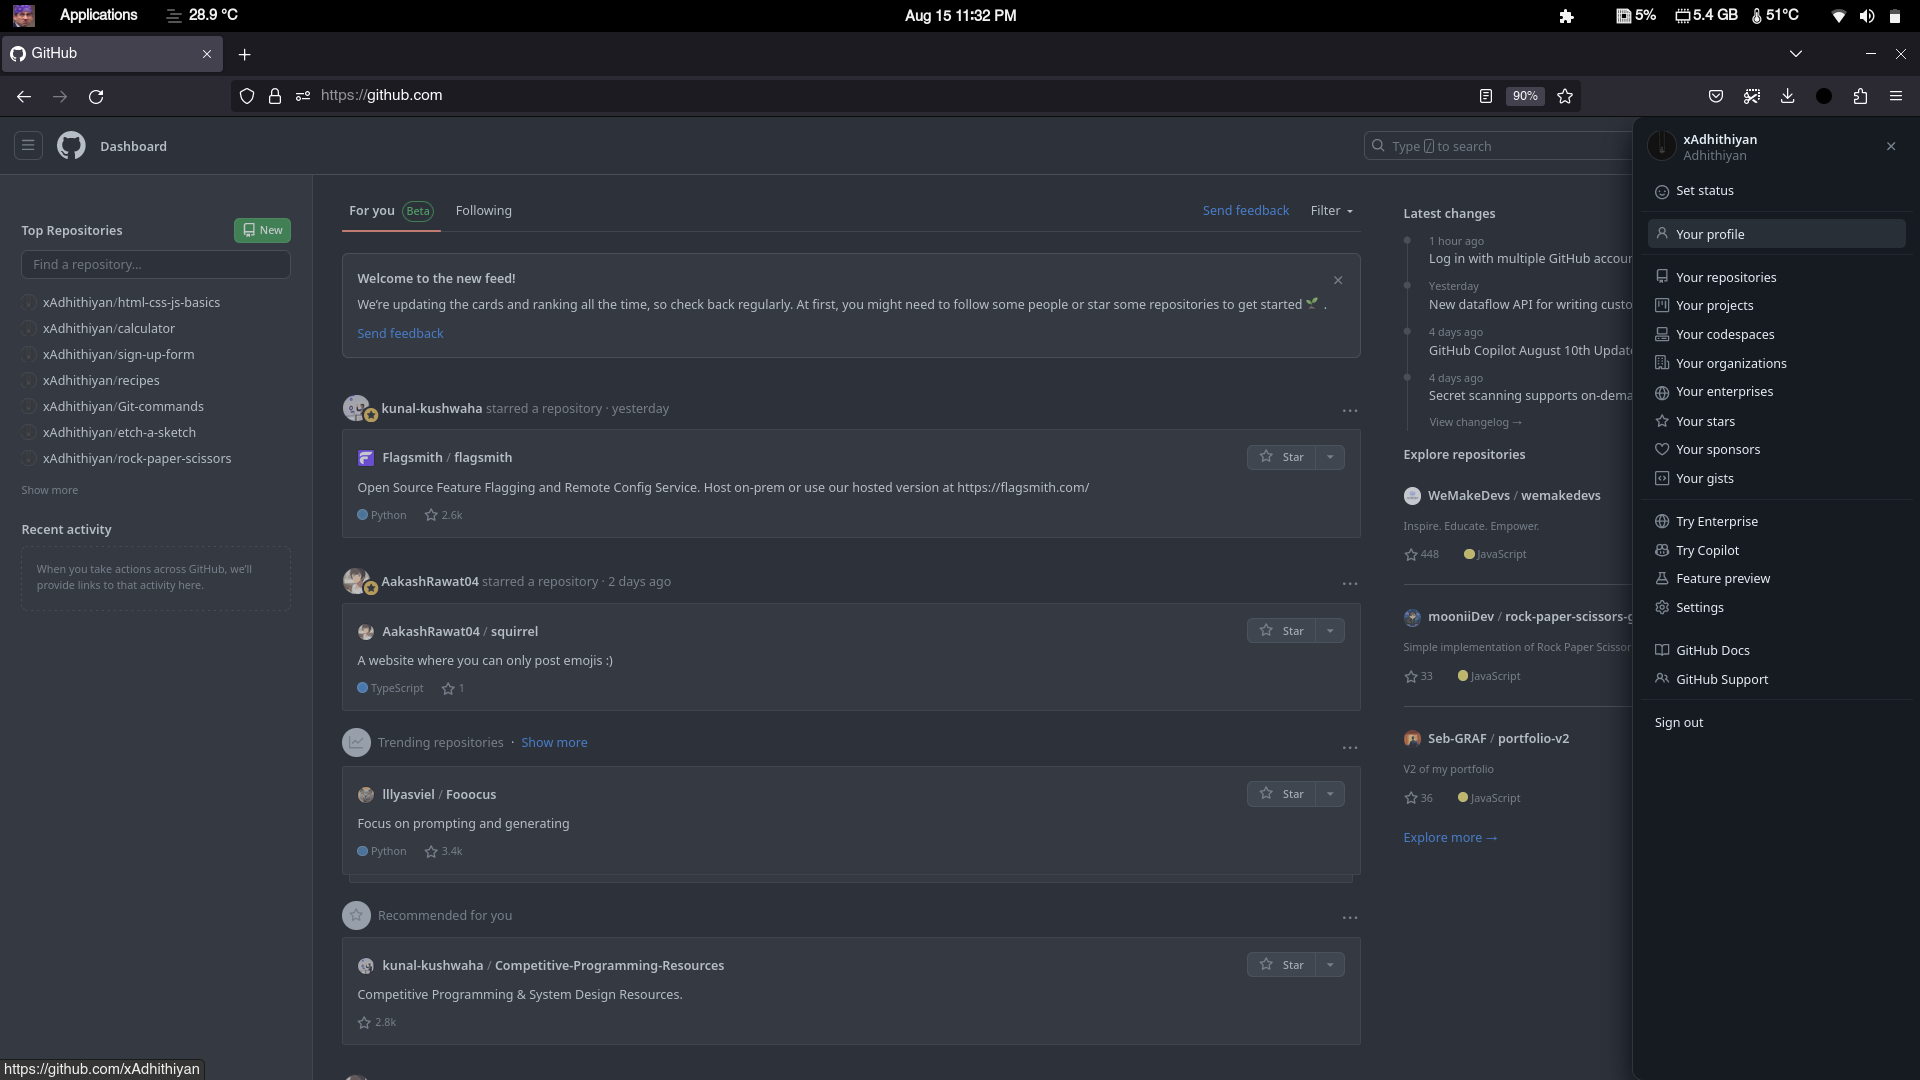 Applications
28.9 °C
Aug 15 11:32 PM
5%
5.4 GB
51°C
GitHub
https://github.com
90%
Dashboard
Type / to search
Top Repositories
New
Find a repository...
xAdhithiyan/html-css-js-basics
xAdhithiyan/calculator
xAdhithiyan/sign-up-form
xAdhithiyan/recipes
xAdhithiyan/Git-commands
xAdhithiyan/etch-a-sketch
xAdhithiyan/rock-paper-scissors
Show more
Recent activity
When you take actions across GitHub, we'll
provide links to that activity here.
For you Beta
Following
Send feedback
Filter
Welcome to the new feed!
We're updating the cards and ranking all the time, so check back regularly. At first, you might need to follow some people or star some repositories to get started 🌱 .
Send feedback
kunal-kushwaha starred a repository · yesterday
Flagsmith / flagsmith
Star
Open Source Feature Flagging and Remote Config Service. Host on-prem or use our hosted version at https://flagsmith.com/
Python 2.6k
AakashRawat04 starred a repository · 2 days ago
AakashRawat04 / squirrel
Star
A website where you can only post emojis :)
TypeScript 1
Trending repositories · Show more
lllyasviel / Fooocus
Star
Focus on prompting and generating
Python 3.4k
Recommended for you
kunal-kushwaha / Competitive-Programming-Resources
Star
Competitive Programming & System Design Resources.
2.8k
Latest changes
1 hour ago
Log in with multiple GitHub accour
Yesterday
New dataflow API for writing custo
4 days ago
GitHub Copilot August 10th Update
4 days ago
Secret scanning supports on-dema
View changelog →
Explore repositories
WeMakeDevs / wemakedevs
Inspire. Educate. Empower.
448 JavaScript
mooniiDev / rock-paper-scissors-g
Simple implementation of Rock Paper Scissor
33 JavaScript
Seb-GRAF / portfolio-v2
V2 of my portfolio
36 JavaScript
Explore more →
xAdhithiyan
Adhithiyan
Set status
Your profile
Your repositories
Your projects
Your codespaces
Your organizations
Your enterprises
Your stars
Your sponsors
Your gists
Try Enterprise
Try Copilot
Feature preview
Settings
GitHub Docs
GitHub Support
Sign out
https://github.com/xAdhithiyan